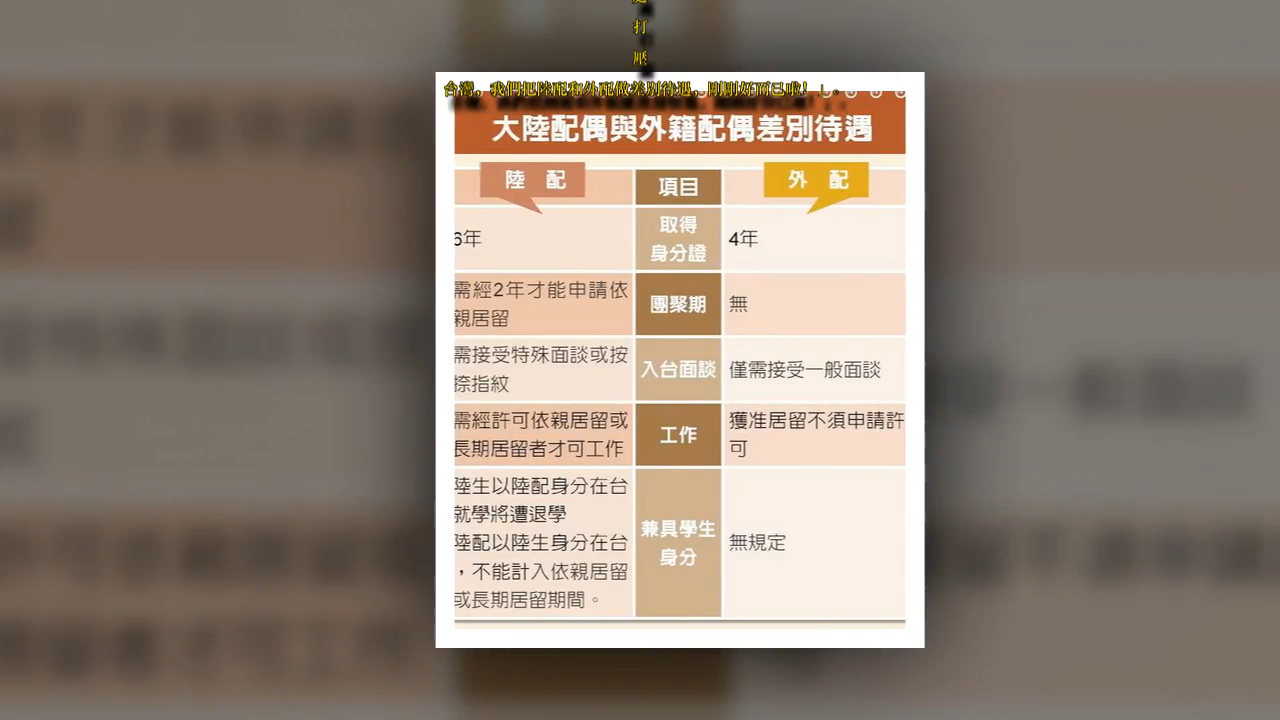 打
壓
台灣，我們把陸配和外配做差別待遇，剛剛好而已啦！」。
大陸配偶與外籍配偶差別待遇
陸 配
項目
外 配
6年
取得
身分證
4年
需經2年才能申請依
親居留
團聚期
無
需接受特殊面談或按
捺指紋
入台面談
僅需接受一般面談
需經許可依親居留或
長期居留者才可工作
工作
獲准居留不須申請許
可
陸生以陸配身分在台
就學將遭退學
陸配以陸生身分在台
，不能計入依親居留
或長期居留期間。
兼具學生
身分
無規定